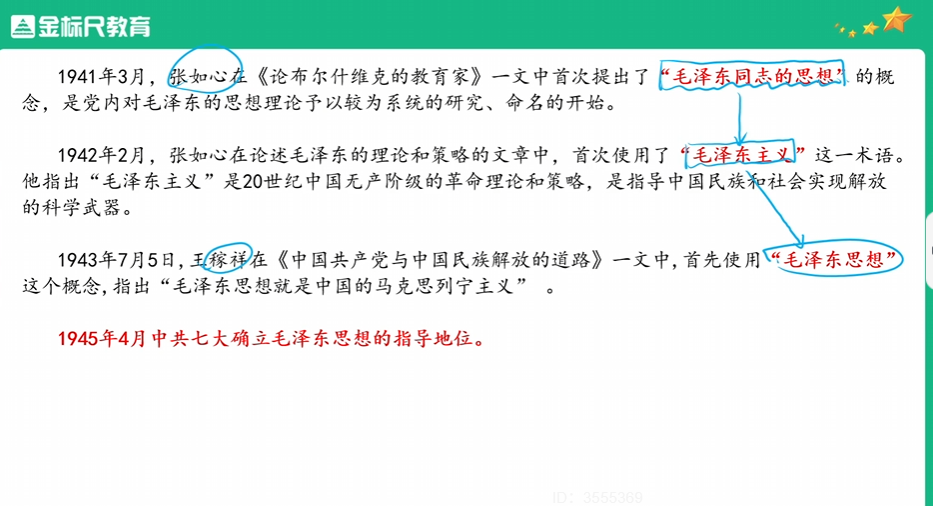 金标尺教育
1941年3月，张如心在《论布尔什维克的教育家》一文中首次提出了“毛泽东同志的思想”的概
念，是党内对毛泽东的思想理论予以较为系统的研究、命名的开始。
1942年2月，张如心在论述毛泽东的理论和策略的文章中，首次使用了“毛泽东主义”这一术语。
他指出“毛泽东主义”是20世纪中国无产阶级的革命理论和策略，是指导中国民族和社会实现解放
的科学武器。
1943年7月5日,王稼祥在《中国共产党与中国民族解放的道路》一文中,首先使用“毛泽东思想”
这个概念,指出“毛泽东思想就是中国的马克思列宁主义” 。
1945年4月中共七大确立毛泽东思想的指导地位。
ID：3555369